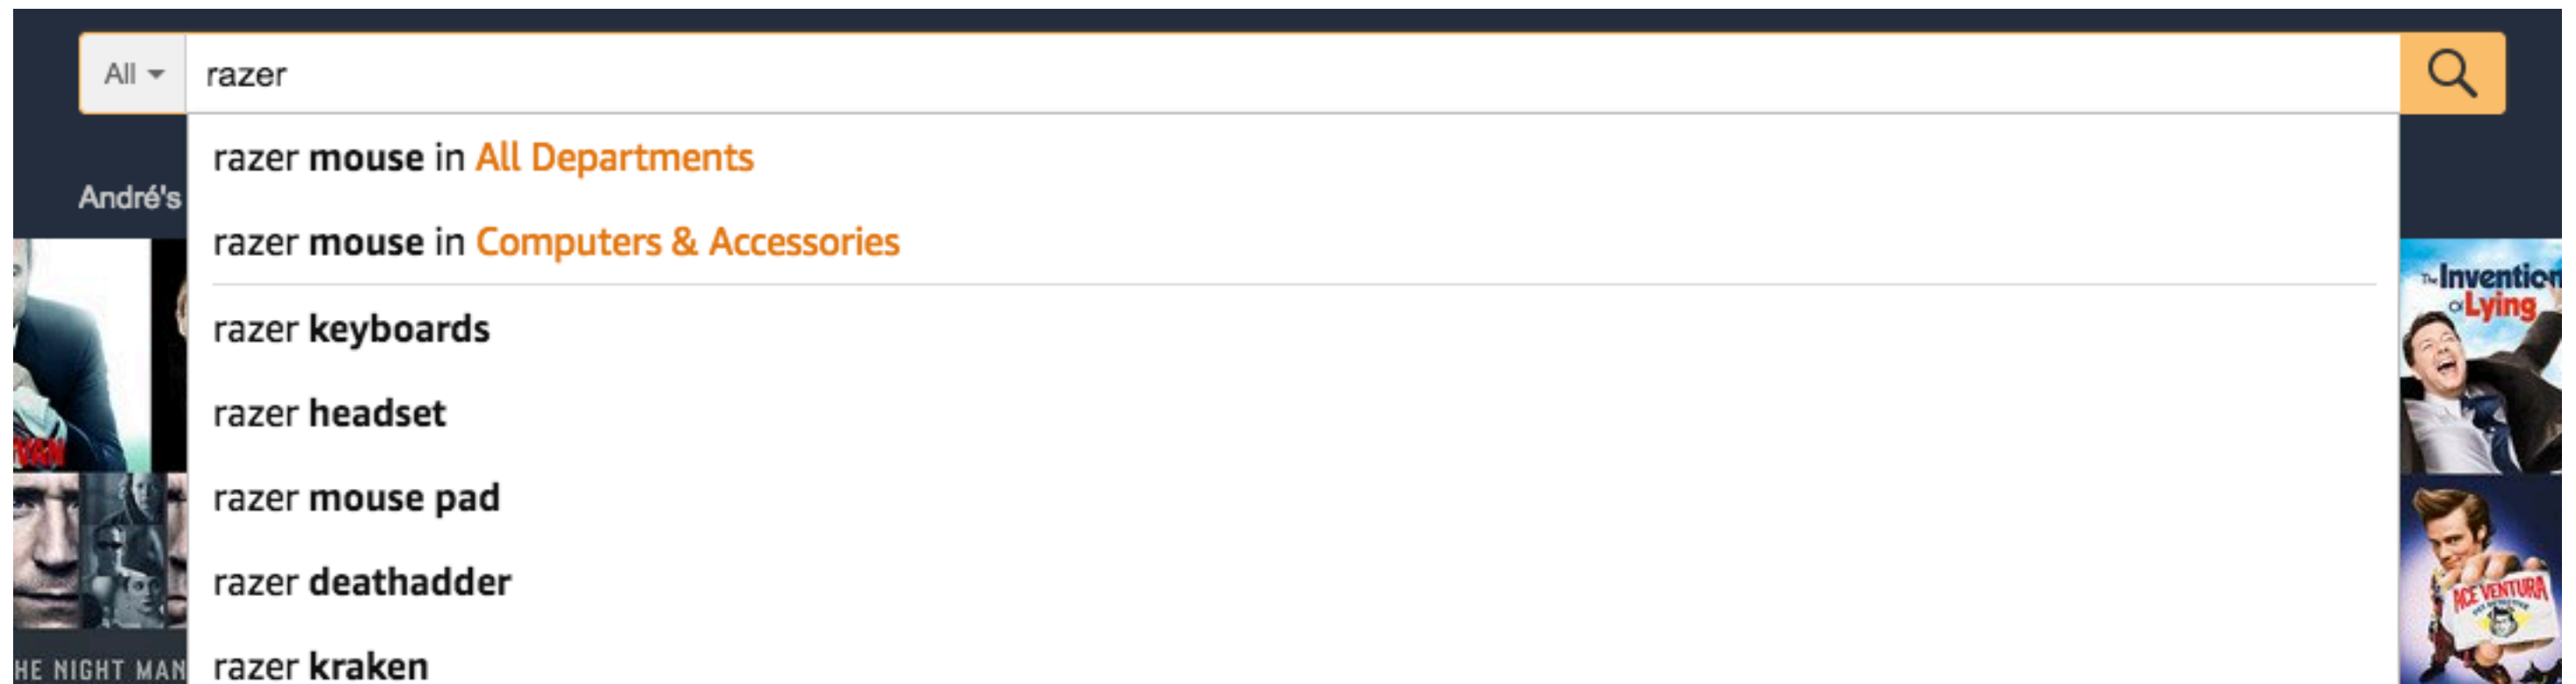 All
razer
razer mouse in All Departments
André's
razer mouse in Computers & Accessories
The Invention
of Lying
razer keyboards
razer headset
VAN
razer mouse pad
razer deathadder
ACE VENTURA
HE NIGHT MAN
razer kraken